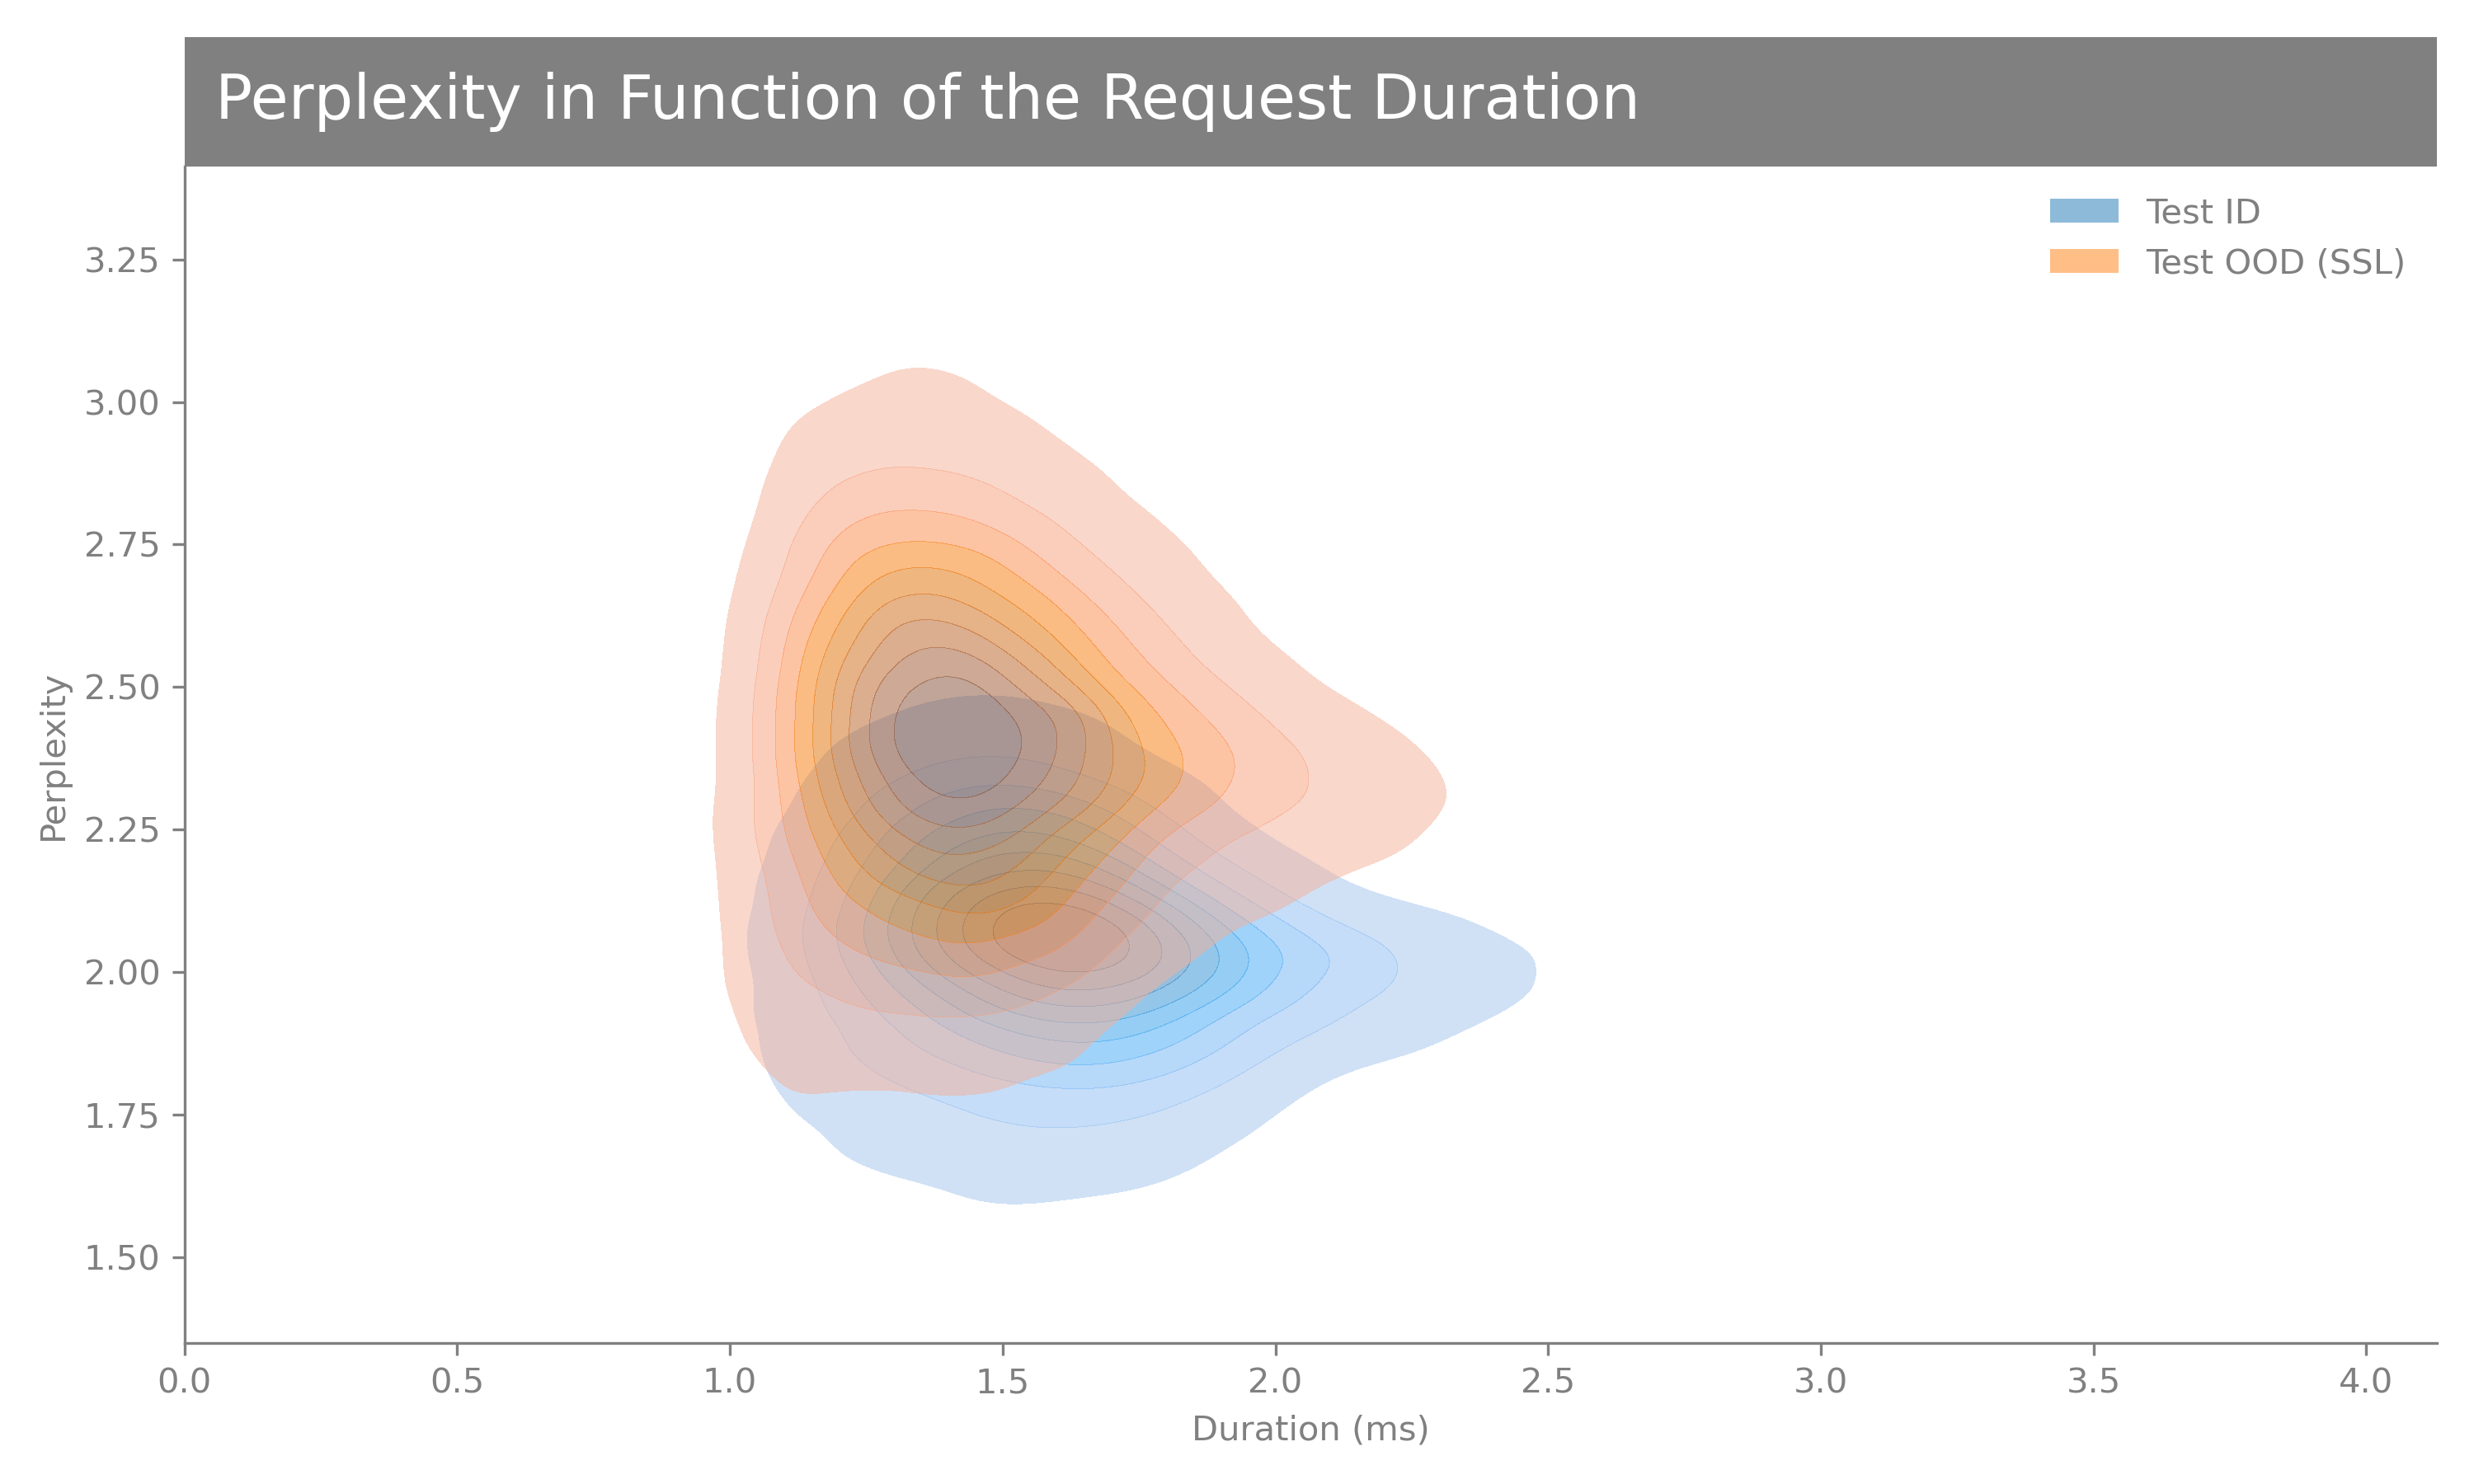 Perplexity in Function of the Request Duration
Test ID
Test OOD (SSL)
3.25
3.00
2.75
2.50
2.25
2.00
1.75
1.50
Perplexity
0.0 0.5 1.0 1.5 2.0 2.5 3.0 3.5 4.0
Duration (ms)